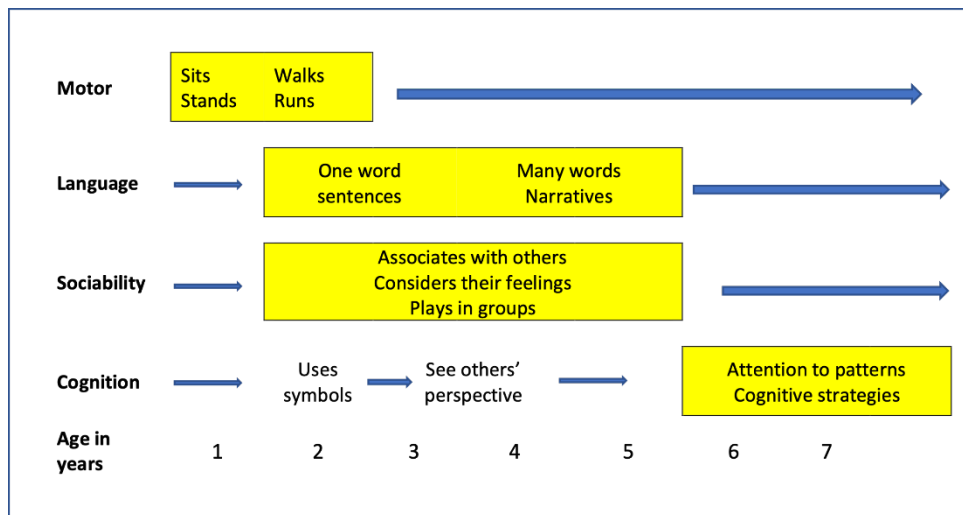 Motor
Sits Walks
Stands Runs
Language
One word Many words
sentences Narratives
Sociability
Associates with others
Considers their feelings
Plays in groups
Cognition
Uses See others’ Attention to patterns
symbols perspective Cognitive strategies
Age in
years
1 2 3 4 5 6 7